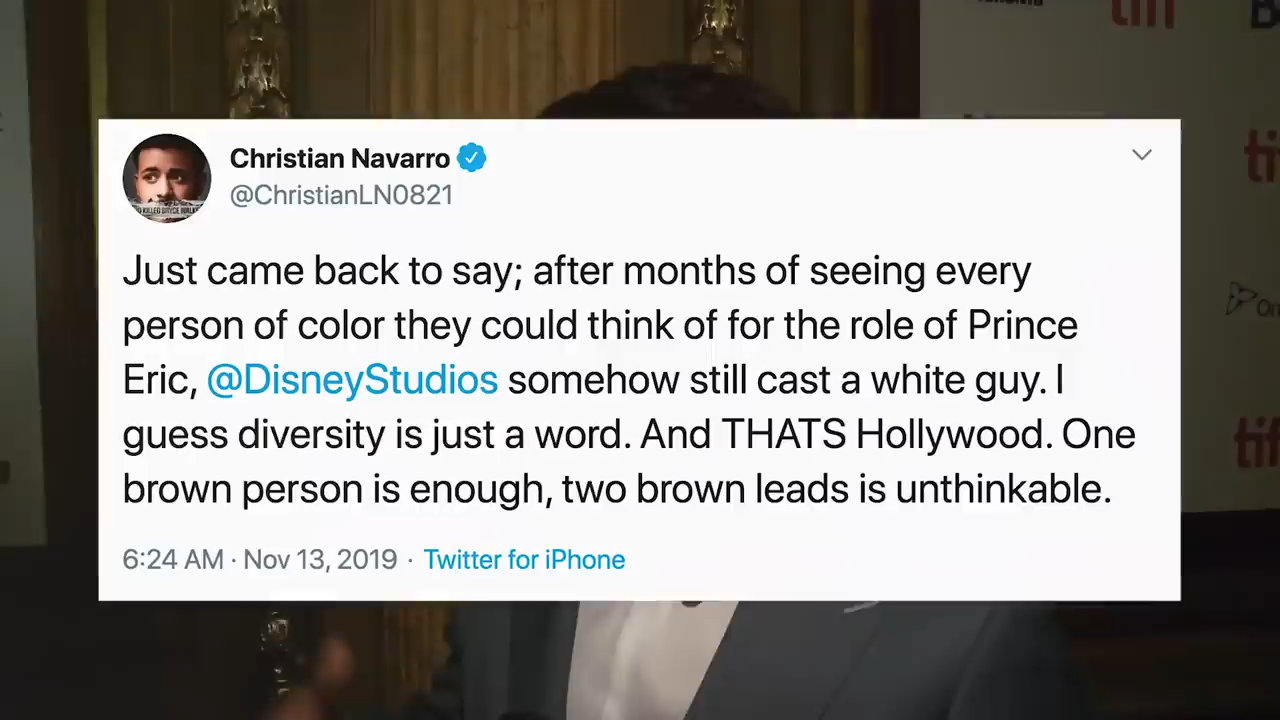 tiff
Christian Navarro
@ChristianLN0821
Just came back to say; after months of seeing every
person of color they could think of for the role of Prince
Eric, @DisneyStudios somehow still cast a white guy. I
guess diversity is just a word. And THATS Hollywood. One
brown person is enough, two brown leads is unthinkable.
6:24 AM · Nov 13, 2019 · Twitter for iPhone